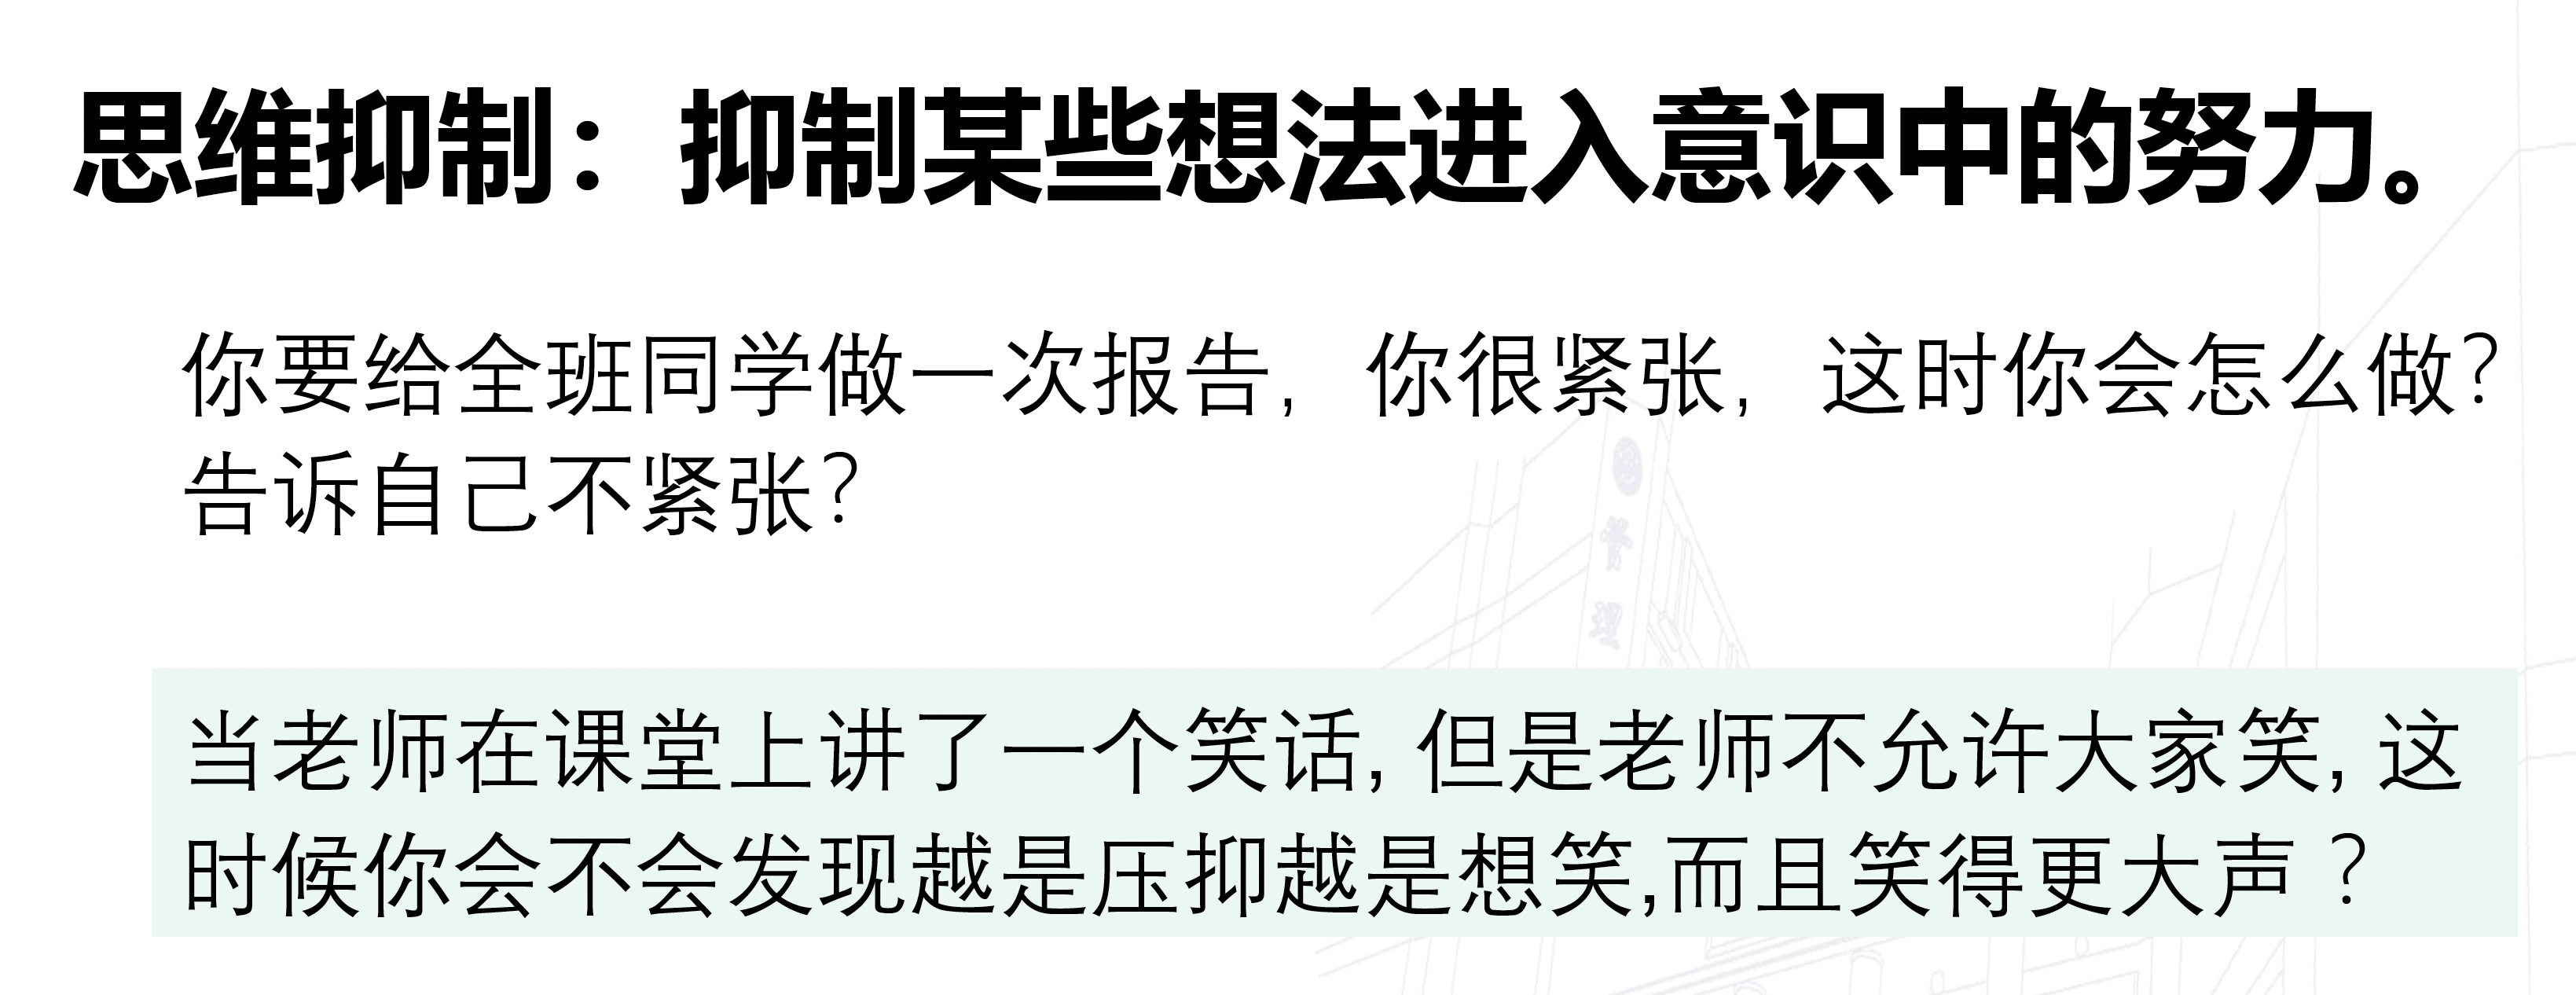 思维抑制：抑制某些想法进入意识中的努力。
你要给全班同学做一次报告，你很紧张，这时你会怎么做？
告诉自己不紧张？
管
理
当老师在课堂上讲了一个笑话,但是老师不允许大家笑,这
时候你会不会发现越是压抑越是想笑,而且笑得更大声？